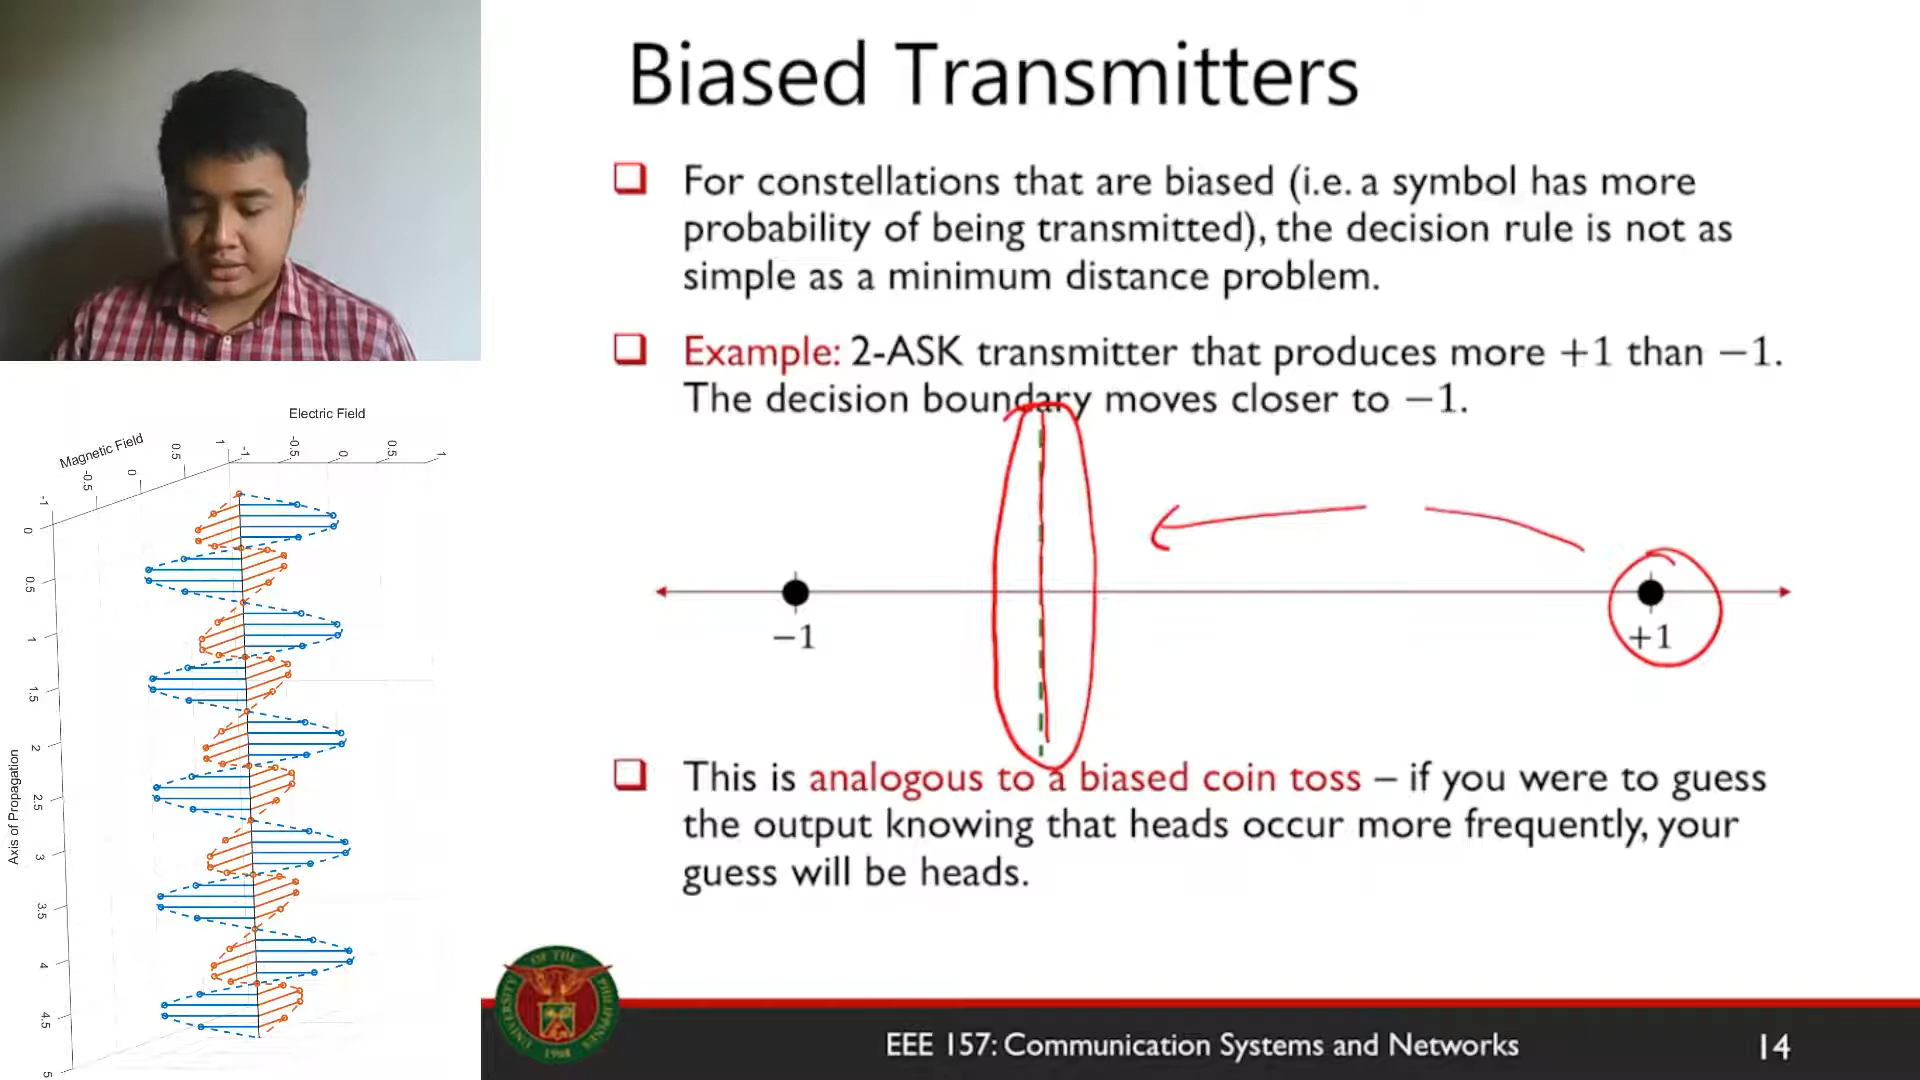 Biased Transmitters
❑ For constellations that are biased (i.e. a symbol has more
probability of being transmitted), the decision rule is not as
simple as a minimum distance problem.
❑ Example: 2-ASK transmitter that produces more +1 than −1.
The decision boundary moves closer to −1.
−1
+1
❑ This is analogous to a biased coin toss – if you were to guess
the output knowing that heads occur more frequently, your
guess will be heads.
EEE 157: Communication Systems and Networks
14
OF THE
UNIVERSITY
PHILIPPINES
1908
Electric Field
-1 -0.5 0 0.5 1
Magnetic Field
-1 -0.5 0 0.5 1
Axis of Propagation
0
0.5
1
1.5
2
2.5
3
3.5
4
4.5
5